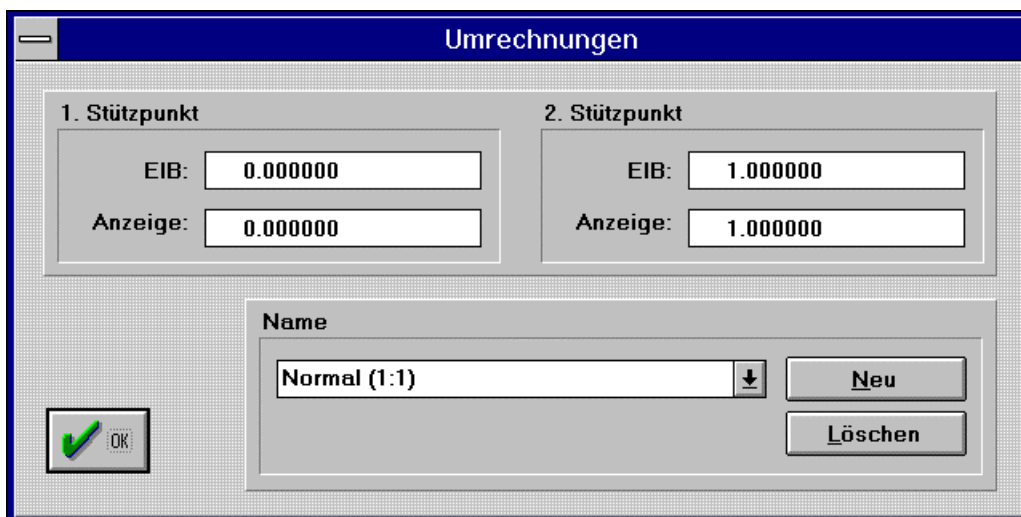 Umrechnungen
1. Stützpunkt
EIB: 0.000000
Anzeige: 0.000000
2. Stützpunkt
EIB: 1.000000
Anzeige: 1.000000
Name
Normal (1:1)
Neu
Löschen
OK